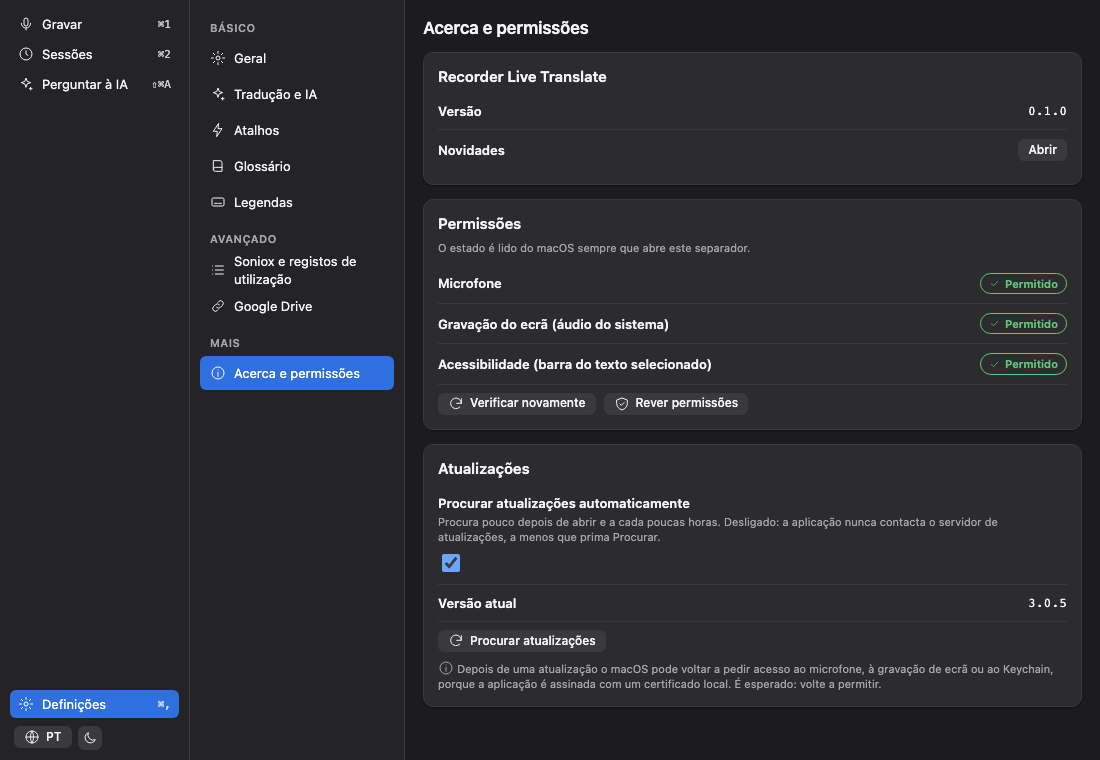 Gravar ⌘1
Sessões ⌘2
Perguntar à IA ⇧⌘A
Definições ⌘,
PT
BÁSICO
Geral
Tradução e IA
Atalhos
Glossário
Legendas
AVANÇADO
Soniox e registos de
utilização
Google Drive
MAIS
Acerca e permissões
Acerca e permissões
Recorder Live Translate
Versão 0.1.0
Novidades Abrir
Permissões
O estado é lido do macOS sempre que abre este separador.
Microfone Permitido
Gravação do ecrã (áudio do sistema) Permitido
Acessibilidade (barra do texto selecionado) Permitido
Verificar novamente Rever permissões
Atualizações
Procurar atualizações automaticamente
Procura pouco depois de abrir e a cada poucas horas. Desligado: a aplicação nunca contacta o servidor de
atualizações, a menos que prima Procurar.
Versão atual 3.0.5
Procurar atualizações
Depois de uma atualização o macOS pode voltar a pedir acesso ao microfone, à gravação de ecrã ou ao Keychain,
porque a aplicação é assinada com um certificado local. É esperado: volte a permitir.